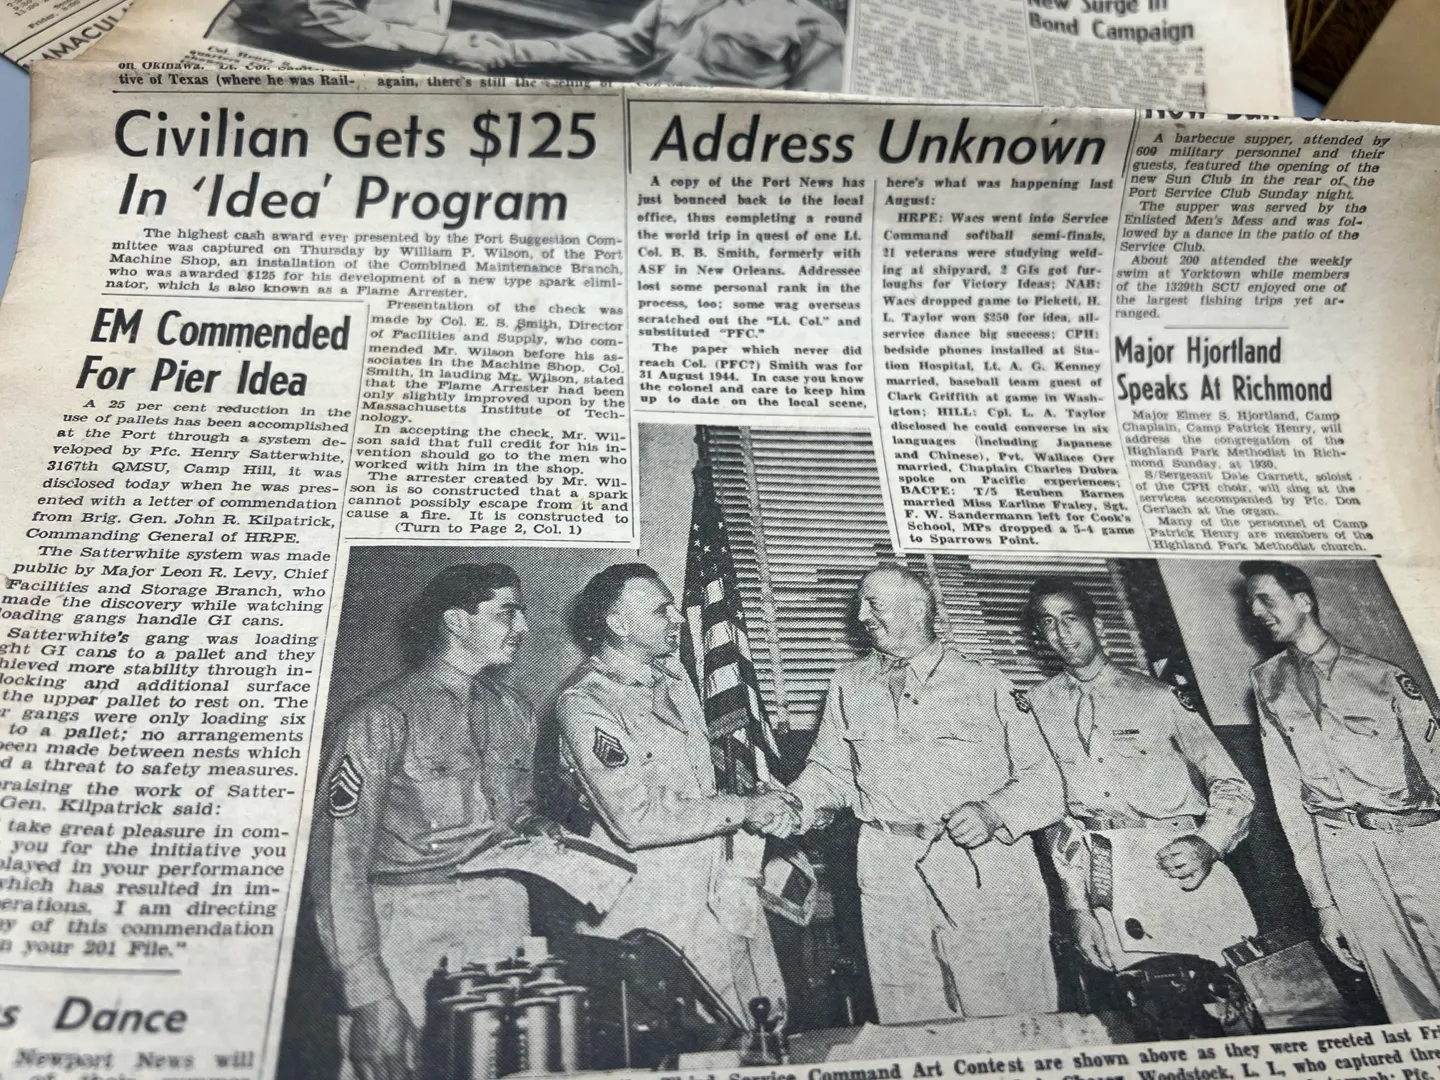 New Surge in
Bond Campaign
on Okinawa. Lt. Col.
tive of Texas (where he was Rail-
again, there's still the feeling of
Civilian Gets $125
In 'Idea' Program
The highest cash award ever presented by the Port Suggestion Com-
mittee was captured on Thursday by William P. Wilson, of the Port
Machine Shop, an installation of the Combined Maintenance Branch,
who was awarded $125 for his development of a new type spark elimi-
nator, which is also known as a Flame Arrester.
Presentation of the check was
made by Col. E. S. Smith, Director
of Facilities and Supply, who com-
mended Mr. Wilson before his as-
sociates in the Machine Shop. Col.
Smith, in lauding Mr. Wilson, stated
that the Flame Arrester had been
only slightly improved upon by the
Massachusetts Institute of Tech-
nology.
In accepting the check, Mr. Wil-
son said that full credit for his in-
vention should go to the men who
worked with him in the shop.
The arrester created by Mr. Wil-
son is so constructed that a spark
cannot possibly escape from it and
cause a fire. It is constructed to
(Turn to Page 2, Col. 1)
EM Commended
For Pier Idea
A 25 per cent reduction in the
use of pallets has been accomplished
at the Port through a system de-
veloped by Pfc. Henry Satterwhite,
3167th QMSU, Camp Hill, it was
disclosed today when he was pres-
ented with a letter of commendation
from Brig. Gen. John R. Kilpatrick,
Commanding General of HRPE.
The Satterwhite system was made
public by Major Leon R. Levy, Chief
Facilities and Storage Branch, who
made the discovery while watching
loading gangs handle GI cans.
Satterwhite's gang was loading
ght GI cans to a pallet and they
hieved more stability through in-
locking and additional surface
the upper pallet to rest on. The
r gangs were only loading six
to a pallet; no arrangements
been made between nests which
d a threat to safety measures.
raising the work of Satter-
Gen. Kilpatrick said:
take great pleasure in com-
you for the initiative you
played in your performance
which has resulted in im-
erations. I am directing
y of this commendation
n your 201 File."
s Dance
Newport News will
Address Unknown
A copy of the Port News has
just bounced back to the local
office, thus completing a round
the world trip in quest of one Lt.
Col. B. B. Smith, formerly with
ASF in New Orleans. Addressee
lost some personal rank in the
process, too; some wag overseas
scratched out the "Lt. Col." and
substituted "PFC."
The paper which never did
reach Col. (PFC?) Smith was for
31 August 1944. In case you know
the colonel and care to keep him
up to date on the local scene,
here's what was happening last
August:
HRPE: Wacs went into Service
Command softball semi-finals,
31 veterans were studying weld-
ing at shipyard, 2 GIs got fur-
loughs for Victory Ideas; NAB:
Wacs dropped game to Pickett, H.
L. Taylor won $250 for idea, all-
service dance big success; CPH:
bedside phones installed at Sta-
tion Hospital, Lt. A. G. Kenney
married, baseball team guest of
Clark Griffith at game in Wash-
igton; HILL: Cpl. L. A. Taylor
disclosed he could converse in six
languages (including Japanese
and Chinese), Pvt. Wallace Orr
married, Chaplain Charles Dubra
spoke on Pacific experiences;
BACPE: T/5 Reuben Barnes
married Miss Earline Fraley, Sgt.
F. W. Sandermann left for Cook's
School, MPs dropped a 5-4 game
to Sparrows Point.
A barbecue supper, attended by
600 military personnel and their
guests, featured the opening of the
new Sun Club in the rear of the
Port Service Club Sunday night.
The supper was served by the
Enlisted Men's Mess and was fol-
lowed by a dance in the patio of the
Service Club.
About 200 attended the weekly
swim at Yorktown while members
of the 1329th SCU enjoyed one of
the largest fishing trips yet ar-
ranged.
Major Hjortland
Speaks At Richmond
Major Elmer S. Hjortland, Camp
Chaplain, Camp Patrick Henry, will
address the congregation of the
Highland Park Methodist in Rich-
mond Sunday, at 1930.
S/Sergeant Dale Garnett, soloist
of the CPH choir, will sing at the
services accompanied by Pfc. Don
Gerlach at the organ.
Many of the personnel of Camp
Patrick Henry are members of the
Highland Park Methodist church.
Third Service Command Art Contest are shown above as they were greeted last Fri
Woodstock, L. I., who captured thre